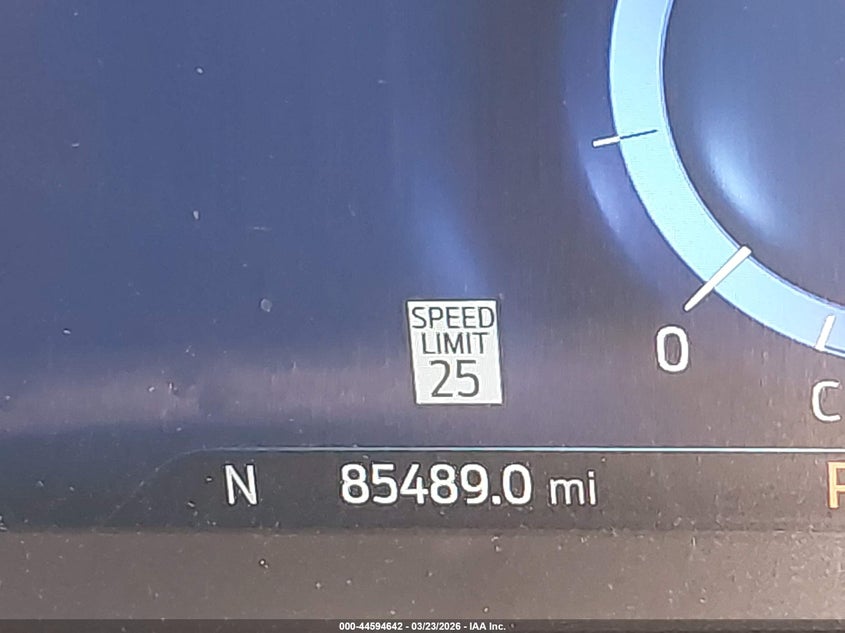 SPEED
LIMIT
25
0
C
N 85489.0 mi
000-44594642 - 03/23/2026 - IAA Inc.